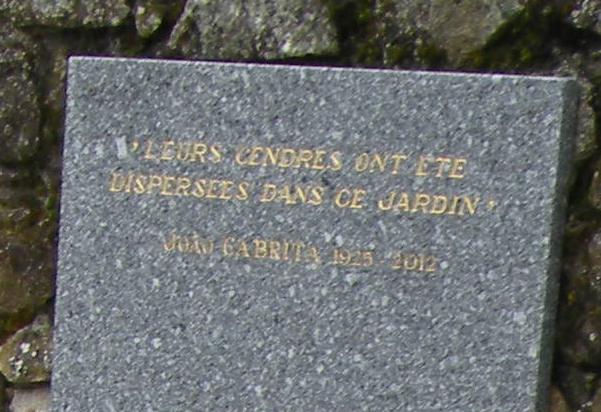 'LEURS CENDRES ONT ETE
DISPERSEES DANS CE JARDIN'
JOAO CABRITA 1925 - 2012